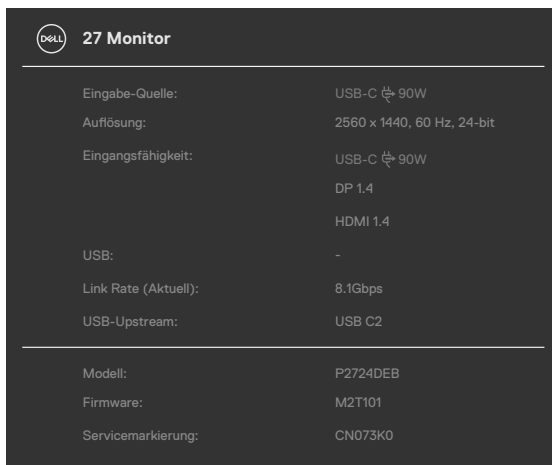 DELL 27 Monitor
Eingabe-Quelle: USB-C 90W
Auflösung: 2560 x 1440, 60 Hz, 24-bit
Eingangsfähigkeit: USB-C 90W
DP 1.4
HDMI 1.4
USB: -
Link Rate (Aktuell): 8.1Gbps
USB-Upstream: USB C2
Modell: P2724DEB
Firmware: M2T101
Servicemarkierung: CN073K0